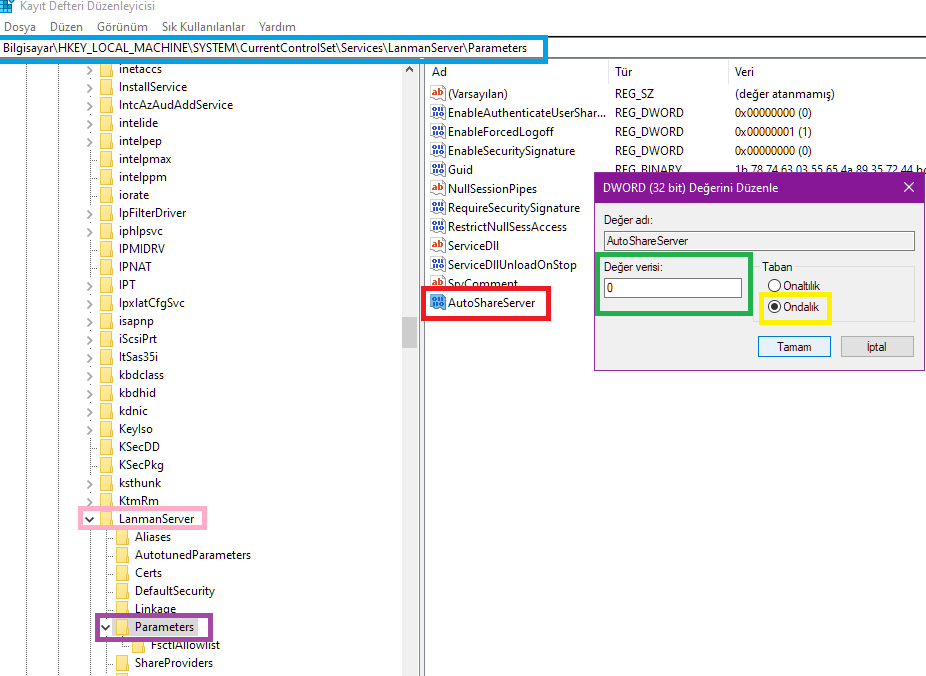 Kayıt Defteri Düzenleyicisi
Dosya Düzen Görünüm Sık Kullanılanlar Yardım
Bilgisayar\HKEY_LOCAL_MACHINE\SYSTEM\CurrentControlSet\Services\LanmanServer\Parameters
inetaccs
InstallService
IntcAzAudAddService
intelide
intelpep
intelpmax
intelppm
iorate
IpFilterDriver
iphlpsvc
IPMIDRV
IPNAT
IPT
IpxlatCfgSvc
isapnp
iScsiPrt
ItSas35i
kbdclass
kbdhid
kdnic
KeyIso
KSecDD
KSecPkg
ksthunk
KtmRm
LanmanServer
Aliases
AutotunedParameters
Certs
DefaultSecurity
Linkage
Parameters
FsctlAllowlist
ShareProviders
Ad Tür Veri
(Varsayılan) REG_SZ (değer atanmamış)
EnableAuthenticateUserShar... REG_DWORD 0x00000000 (0)
EnableForcedLogoff REG_DWORD 0x00000001 (1)
EnableSecuritySignature REG_DWORD 0x00000000 (0)
Guid REG_BINARY 1b 78 74 63 03 55 65 4a 89 35 72 44
NullSessionPipes
RequireSecuritySignature
RestrictNullSessAccess
ServiceDll
ServiceDllUnloadOnStop
SrvComment
AutoShareServer
DWORD (32 bit) Değerini Düzenle
Değer adı:
AutoShareServer
Değer verisi:
0
Taban
Onaltılık
Ondalık
Tamam İptal